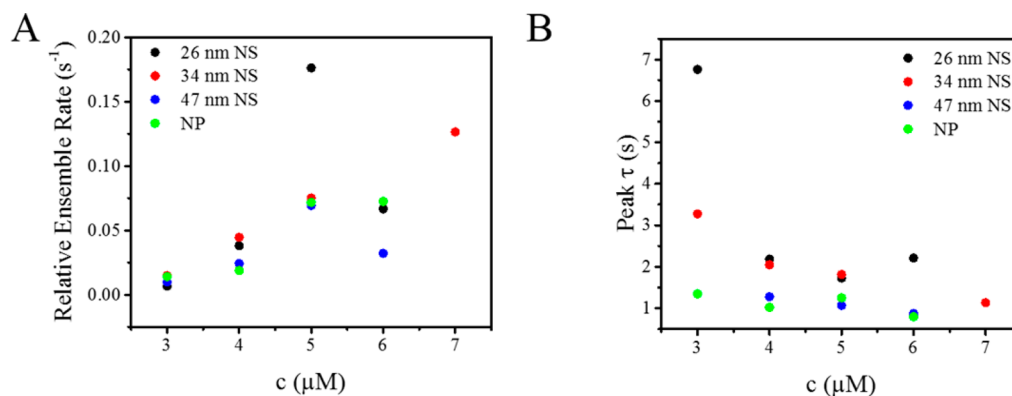 A
Relative Ensemble Rate (s⁻¹)
0.20
0.15
0.10
0.05
0.00
26 nm NS
34 nm NS
47 nm NS
NP
3 4 5 6 7
c (μM)
B
Peak τ (s)
7
6
5
4
3
2
1
26 nm NS
34 nm NS
47 nm NS
NP
3 4 5 6 7
c (μM)